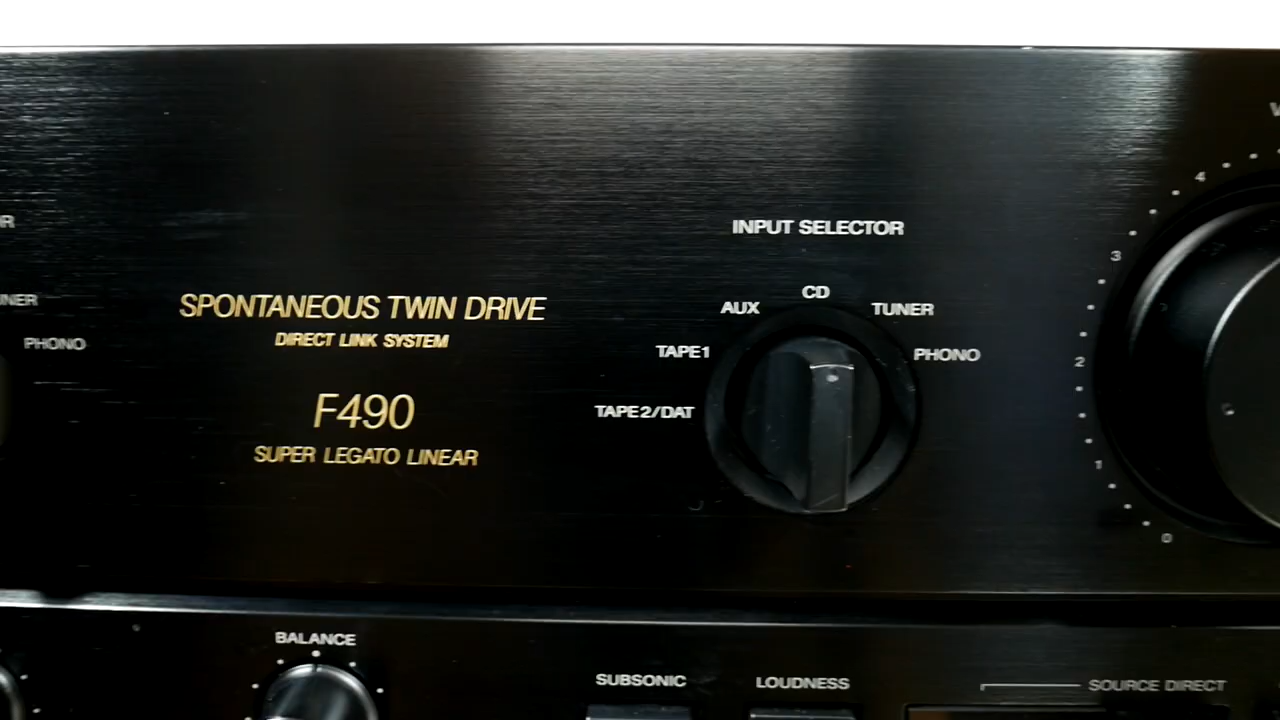 SPONTANEOUS TWIN DRIVE
DIRECT LINK SYSTEM
F490
SUPER LEGATO LINEAR
PHONO
INPUT SELECTOR
CD
AUX
TUNER
TAPE1
PHONO
TAPE2/DAT
4
3
2
1
0
BALANCE
SUBSONIC
LOUDNESS
SOURCE DIRECT